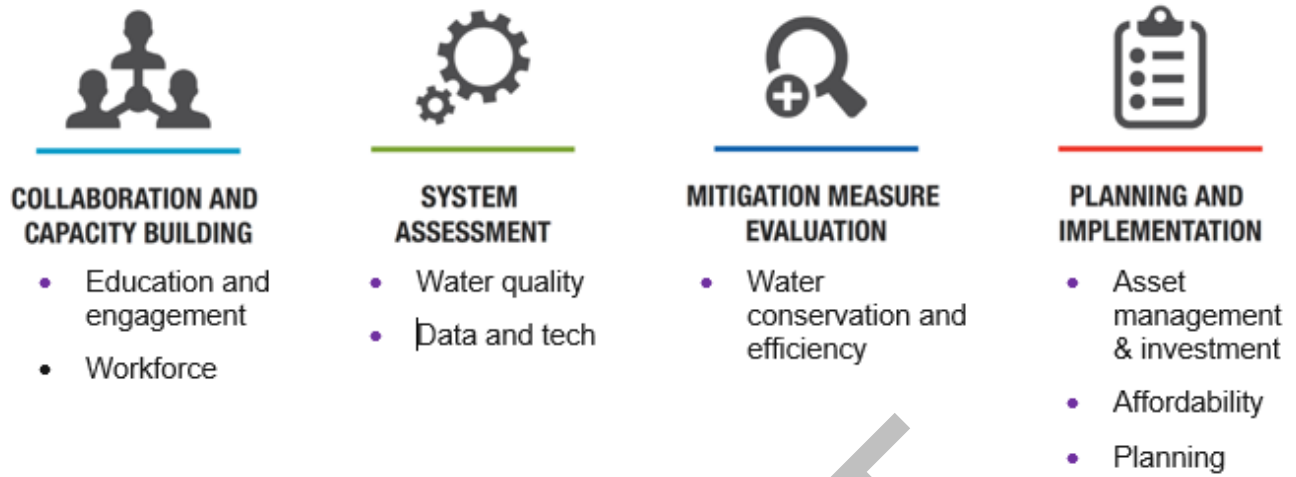 COLLABORATION AND
CAPACITY BUILDING
• Education and
engagement
• Workforce
SYSTEM
ASSESSMENT
• Water quality
• Data and tech
MITIGATION MEASURE
EVALUATION
• Water
conservation and
efficiency
PLANNING AND
IMPLEMENTATION
• Asset
management
& investment
• Affordability
• Planning